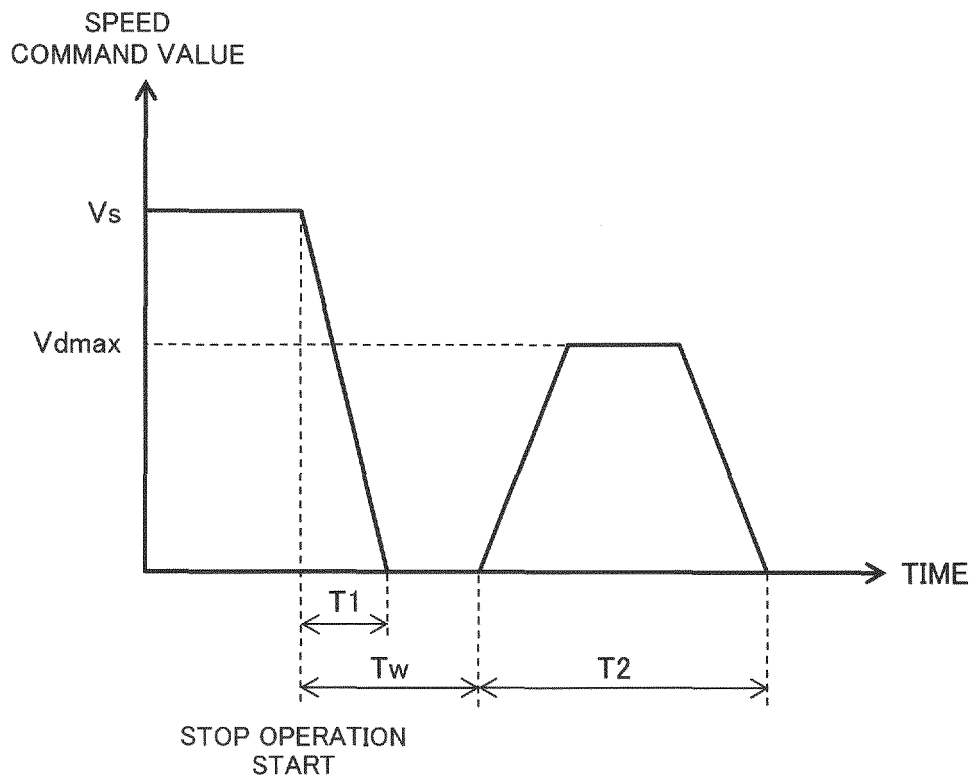 SPEED
COMMAND VALUE
Vs
Vdmax
TIME
T1
Tw
T2
STOP OPERATION
START